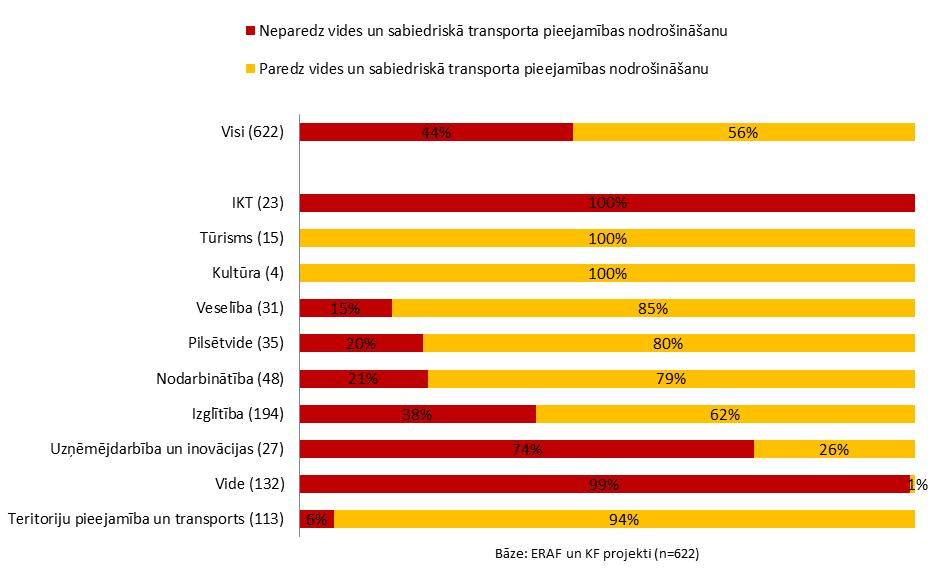 Neparedz vides un sabiedriskā transporta pieejamības nodrošināšanu
Paredz vides un sabiedriskā transporta pieejamības nodrošināšanu
Visi (622) 44% 56%
IKT (23) 100%
Tūrisms (15) 100%
Kultūra (4) 100%
Veselība (31) 15% 85%
Pilsētvide (35) 20% 80%
Nodarbinātība (48) 21% 79%
Izglītība (194) 38% 62%
Uzņēmējdarbība un inovācijas (27) 74% 26%
Vide (132) 99% 1%
Teritoriju pieejamība un transports (113) 6% 94%
Bāze: ERAF un KF projekti (n=622)